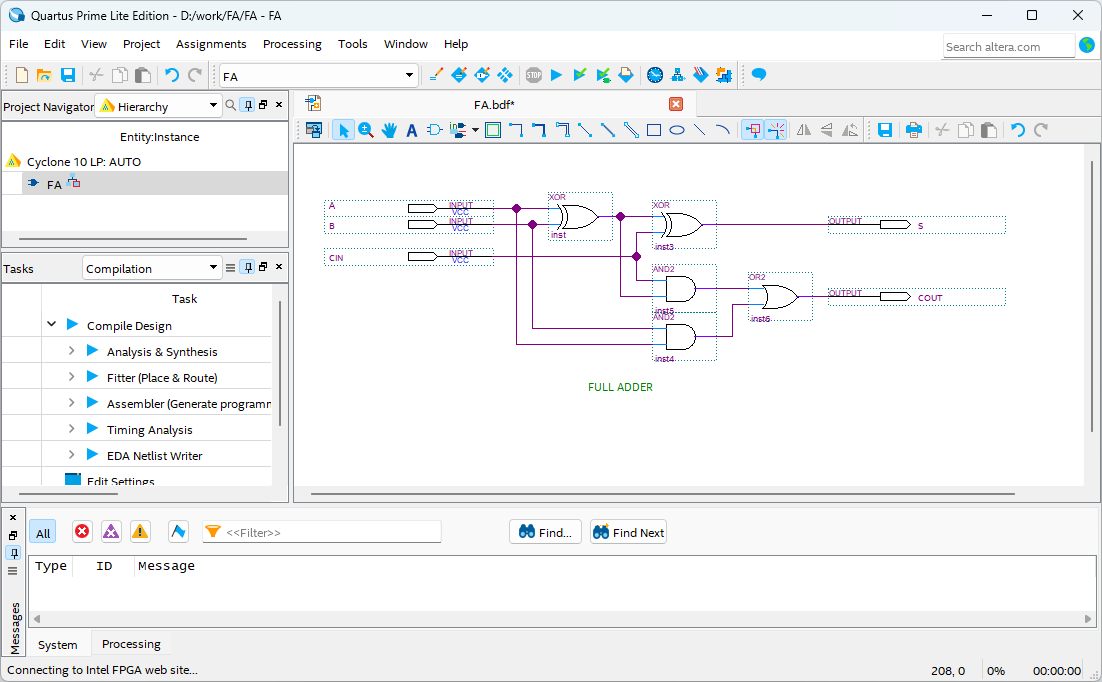 Quartus Prime Lite Edition - D:/work/FA/FA - FA
File Edit View Project Assignments Processing Tools Window Help
Search altera.com
STOP
FA
Project Navigator Hierarchy
FA.bdf*
Entity:Instance
Cyclone 10 LP: AUTO
FA
A INPUT
VCC
B INPUT
VCC
CIN INPUT
VCC
XOR
inst
XOR
inst3
AND2
inst5
AND2
inst4
OR2
inst6
OUTPUT S
OUTPUT COUT
FULL ADDER
Tasks Compilation
Task
Compile Design
Analysis & Synthesis
Fitter (Place & Route)
Assembler (Generate programm
Timing Analysis
EDA Netlist Writer
Edit Settings
All <<Filter>> Find... Find Next
Type ID Message
Messages
System Processing
Connecting to Intel FPGA web site... 208, 0 0% 00:00:00